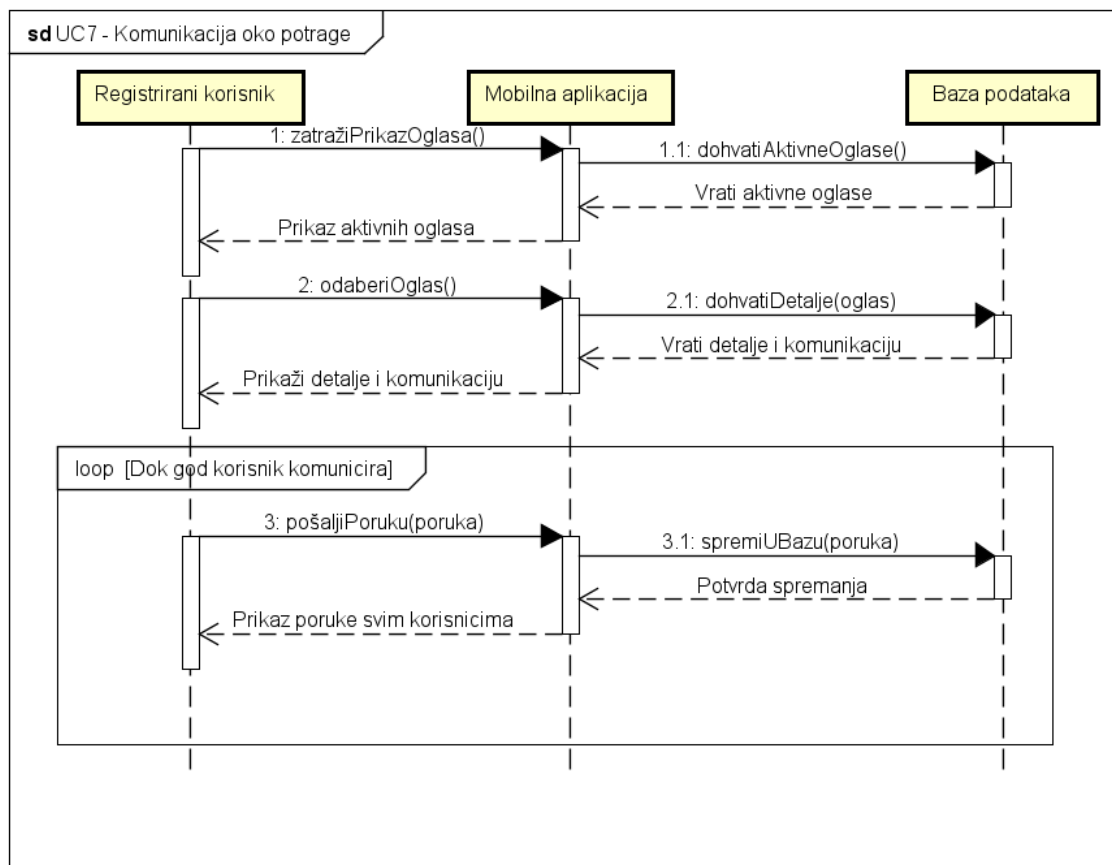 sd UC7 - Komunikacija oko potrage
Registrirani korisnik
Mobilna aplikacija
Baza podataka
1: zatražiPrikazOglasa()
1.1: dohvatiAktivneOglase()
Vrati aktivne oglase
Prikaz aktivnih oglasa
2: odaberiOglas()
2.1: dohvatiDetalje(oglas)
Vrati detalje i komunikaciju
Prikaži detalje i komunikaciju
loop [Dok god korisnik komunicira]
3: pošaljiPoruku(poruka)
3.1: spremiUBazu(poruka)
Potvrda spremanja
Prikaz poruke svim korisnicima